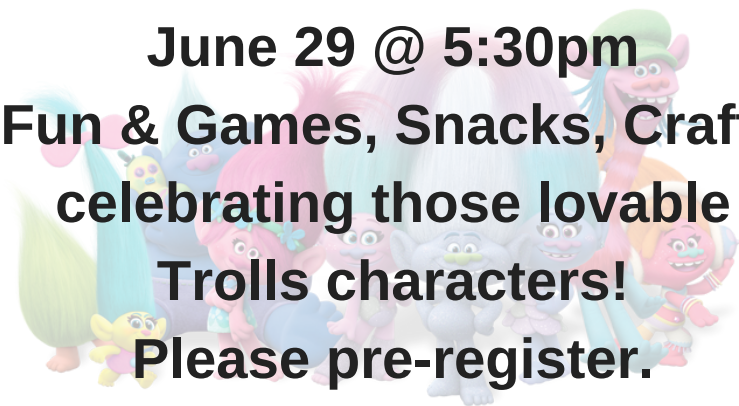 June 29 @ 5:30pm
Fun & Games, Snacks, Craf
celebrating those lovable
Trolls characters!
Please pre-register.